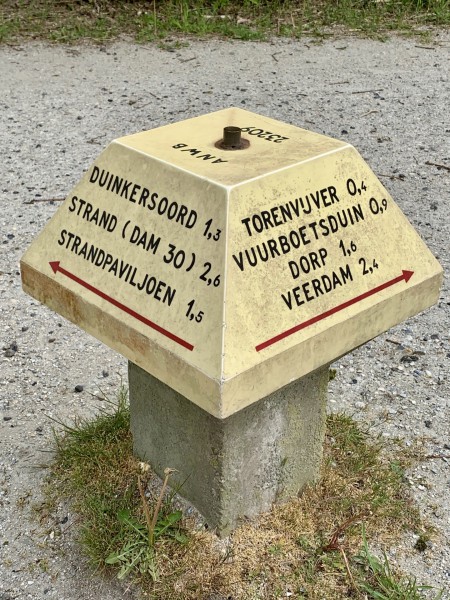 ANWB 23209
DUINKERSOORD 1,3
STRAND (DAM 30) 2,6
STRANDPAVILJOEN 1,5
TORENVIJVER 0,4
VUURBOETSDUIN 0,9
DORP 1,6
VEERDAM 2,4